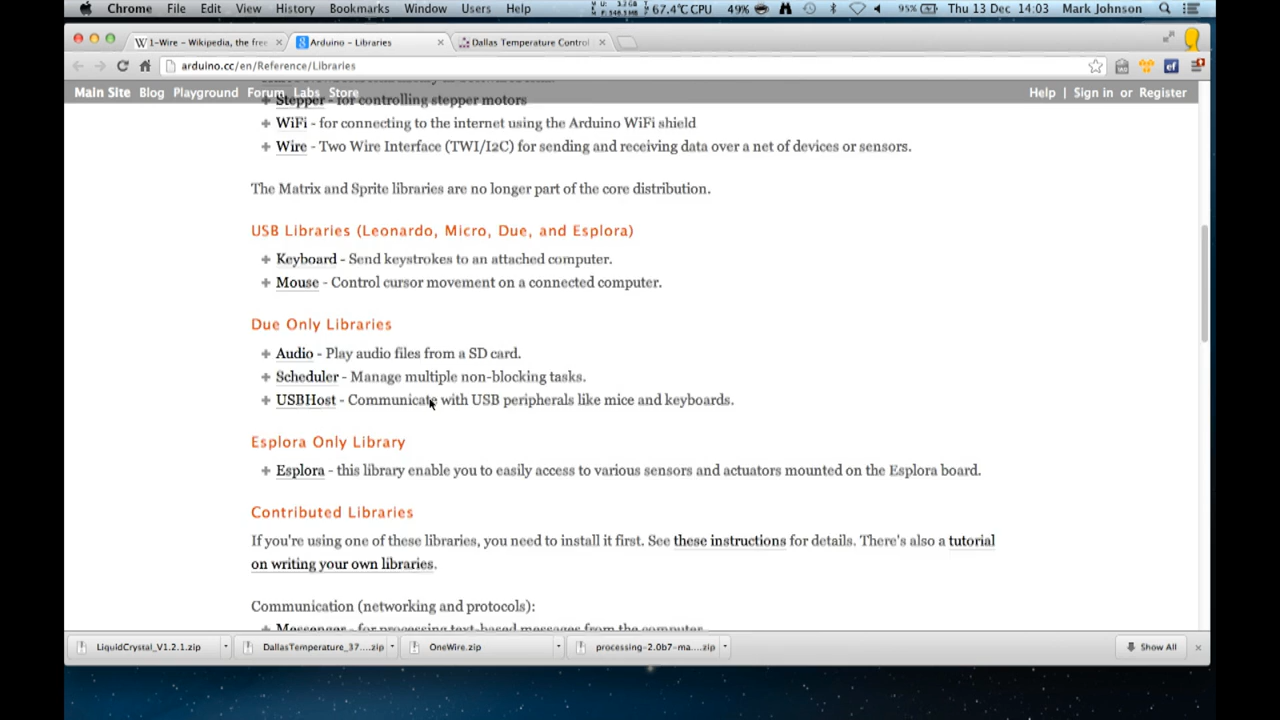 Chrome File Edit View History Bookmarks Window Users Help 67.4°C CPU 49% 95% Thu 13 Dec 14:03 Mark Johnson
1-Wire - Wikipedia, the free Arduino - Libraries Dallas Temperature Control
arduino.cc/en/Reference/Libraries
Main Site Blog Playground Forum Labs Store Help | Sign in or Register
Stepper - for controlling stepper motors
WiFi - for connecting to the internet using the Arduino WiFi shield
Wire - Two Wire Interface (TWI/I2C) for sending and receiving data over a net of devices or sensors.
The Matrix and Sprite libraries are no longer part of the core distribution.
USB Libraries (Leonardo, Micro, Due, and Esplora)
Keyboard - Send keystrokes to an attached computer.
Mouse - Control cursor movement on a connected computer.
Due Only Libraries
Audio - Play audio files from a SD card.
Scheduler - Manage multiple non-blocking tasks.
USBHost - Communicate with USB peripherals like mice and keyboards.
Esplora Only Library
Esplora - this library enable you to easily access to various sensors and actuators mounted on the Esplora board.
Contributed Libraries
If you're using one of these libraries, you need to install it first. See these instructions for details. There's also a tutorial
on writing your own libraries.
Communication (networking and protocols):
Messenger - for processing text-based messages from the computer
LiquidCrystal_V1.2.1.zip DallasTemperature_37....zip OneWire.zip processing-2.0b7-ma....zip Show All